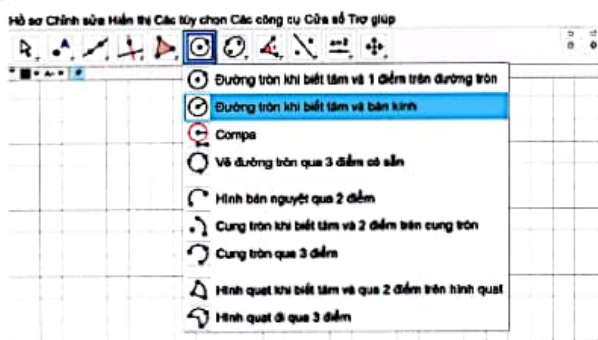 Hồ sơ Chỉnh sửa Hiển thị Các tùy chọn Các công cụ Cửa sổ Trợ giúp
Đường tròn khi biết tâm và 1 điểm trên đường tròn
Đường tròn khi biết tâm và bán kính
Compa
Vẽ đường tròn qua 3 điểm có sẵn
Hình bán nguyệt qua 2 điểm
Cung tròn khi biết tâm và 2 điểm trên cung tròn
Cung tròn qua 3 điểm
Hình quạt khi biết tâm và qua 2 điểm trên hình quạt
Hình quạt đi qua 3 điểm